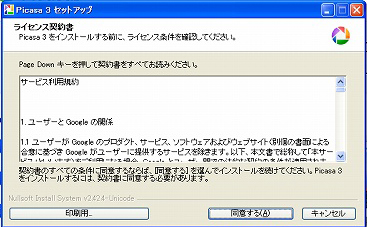 Picasa 3 セットアップ
ライセンス契約書
Picasa 3 をインストールする前に、ライセンス条件を確認してください。
Page Down キーを押して契約書をすべてお読みください。
サービス利用規約
1. ユーザーと Google の関係
1.1 ユーザーが Google のプロダクト、サービス、ソフトウェアおよびウェブサイト(別個の書面による
合意に基づき Google がユーザーに提供するサービスを除きます。以下、本文書で総称して「本サ
契約書のすべての条件に同意するならば、[同意する] を選んでインストールを続けてください。 Picasa 3
をインストールするには、契約書に同意する必要があります。
Nullsoft Install System v2424-Unicode
印刷用...
同意する(A)
キャンセル